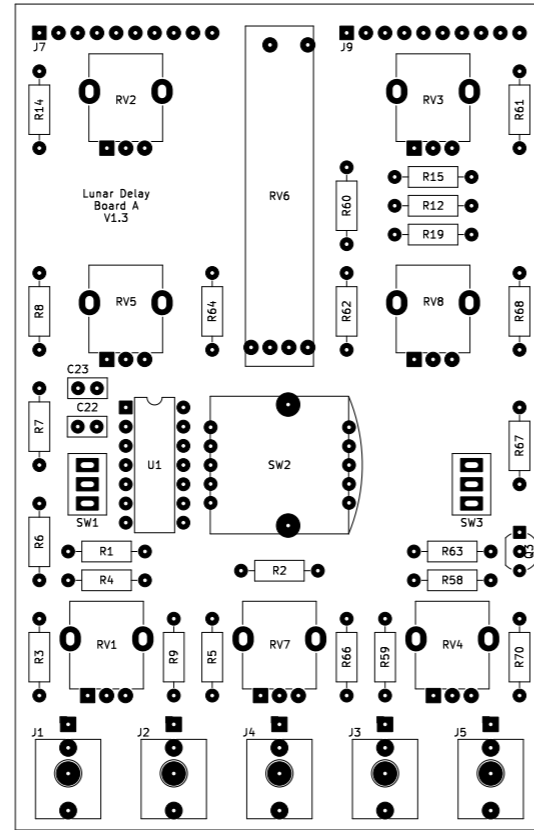 J7
J9
R14
RV2
RV3
R61
Lunar Delay
Board A
V1.3
RV6
R60
R15
R12
R19
R8
RV5
R64
R62
RV8
R68
C23
C22
R7
U1
SW2
R67
SW1
SW3
R6
R1
R4
R2
R63
R58
Q3
R3
RV1
R9
R5
RV7
R66
R59
RV4
R70
J1
J2
J4
J3
J5